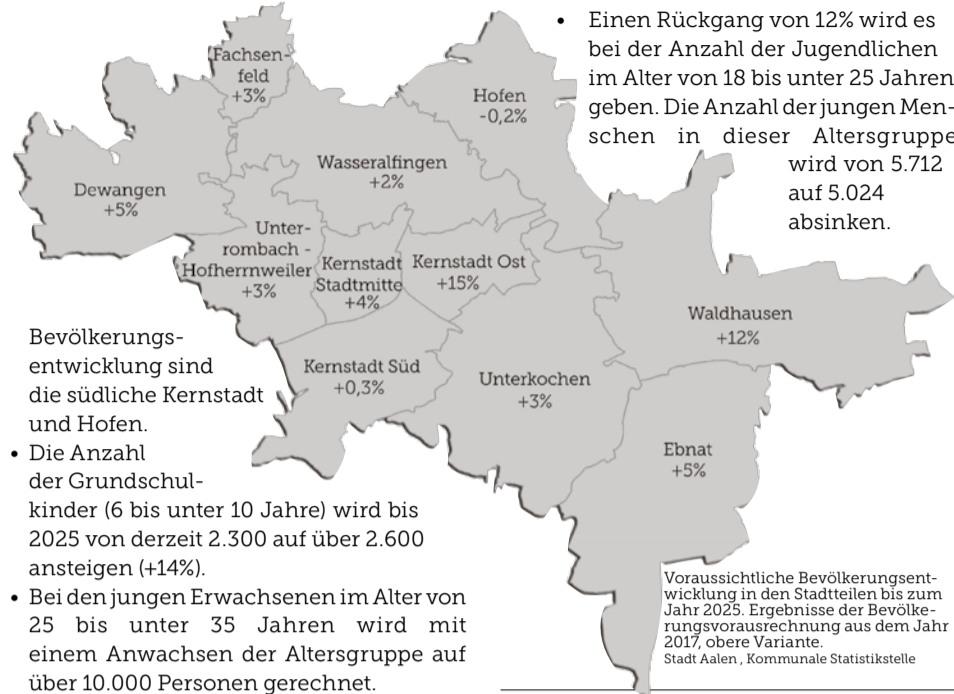 Fachsen-
feld
+3%
Hofen
-0,2%
Wasseralfingen
+2%
Dewangen
+5%
Unter-
rombach -
Hofherrnweiler
+3%
Kernstadt
Stadtmitte
+4%
Kernstadt Ost
+15%
Waldhausen
+12%
Kernstadt Süd
+0,3%
Unterkochen
+3%
Ebnat
+5%
Bevölkerungs-
entwicklung sind
die südliche Kernstadt
und Hofen.
• Die Anzahl
der Grundschul-
kinder (6 bis unter 10 Jahre) wird bis
2025 von derzeit 2.300 auf über 2.600
ansteigen (+14%).
• Bei den jungen Erwachsenen im Alter von
25 bis unter 35 Jahren wird mit
einem Anwachsen der Altersgruppe auf
über 10.000 Personen gerechnet.
• Einen Rückgang von 12% wird es
bei der Anzahl der Jugendlichen
im Alter von 18 bis unter 25 Jahren
geben. Die Anzahl der jungen Men-
schen in dieser Altersgruppe
wird von 5.712
auf 5.024
absinken.
Voraussichtliche Bevölkerungsent-
wicklung in den Stadtteilen bis zum
Jahr 2025. Ergebnisse der Bevölke-
rungsvorausrechnung aus dem Jahr
2017, obere Variante.
Stadt Aalen , Kommunale Statistikstelle